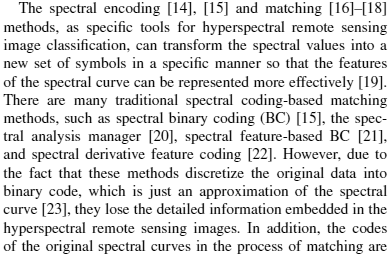 The spectral encoding [14], [15] and matching [16]–[18]
methods, as specific tools for hyperspectral remote sensing
image classification, can transform the spectral values into a
new set of symbols in a specific manner so that the features
of the spectral curve can be represented more effectively [19].
There are many traditional spectral coding-based matching
methods, such as spectral binary coding (BC) [15], the spec-
tral analysis manager [20], spectral feature-based BC [21],
and spectral derivative feature coding [22]. However, due to
the fact that these methods discretize the original data into
binary code, which is just an approximation of the spectral
curve [23], they lose the detailed information embedded in the
hyperspectral remote sensing images. In addition, the codes
of the original spectral curves in the process of matching are